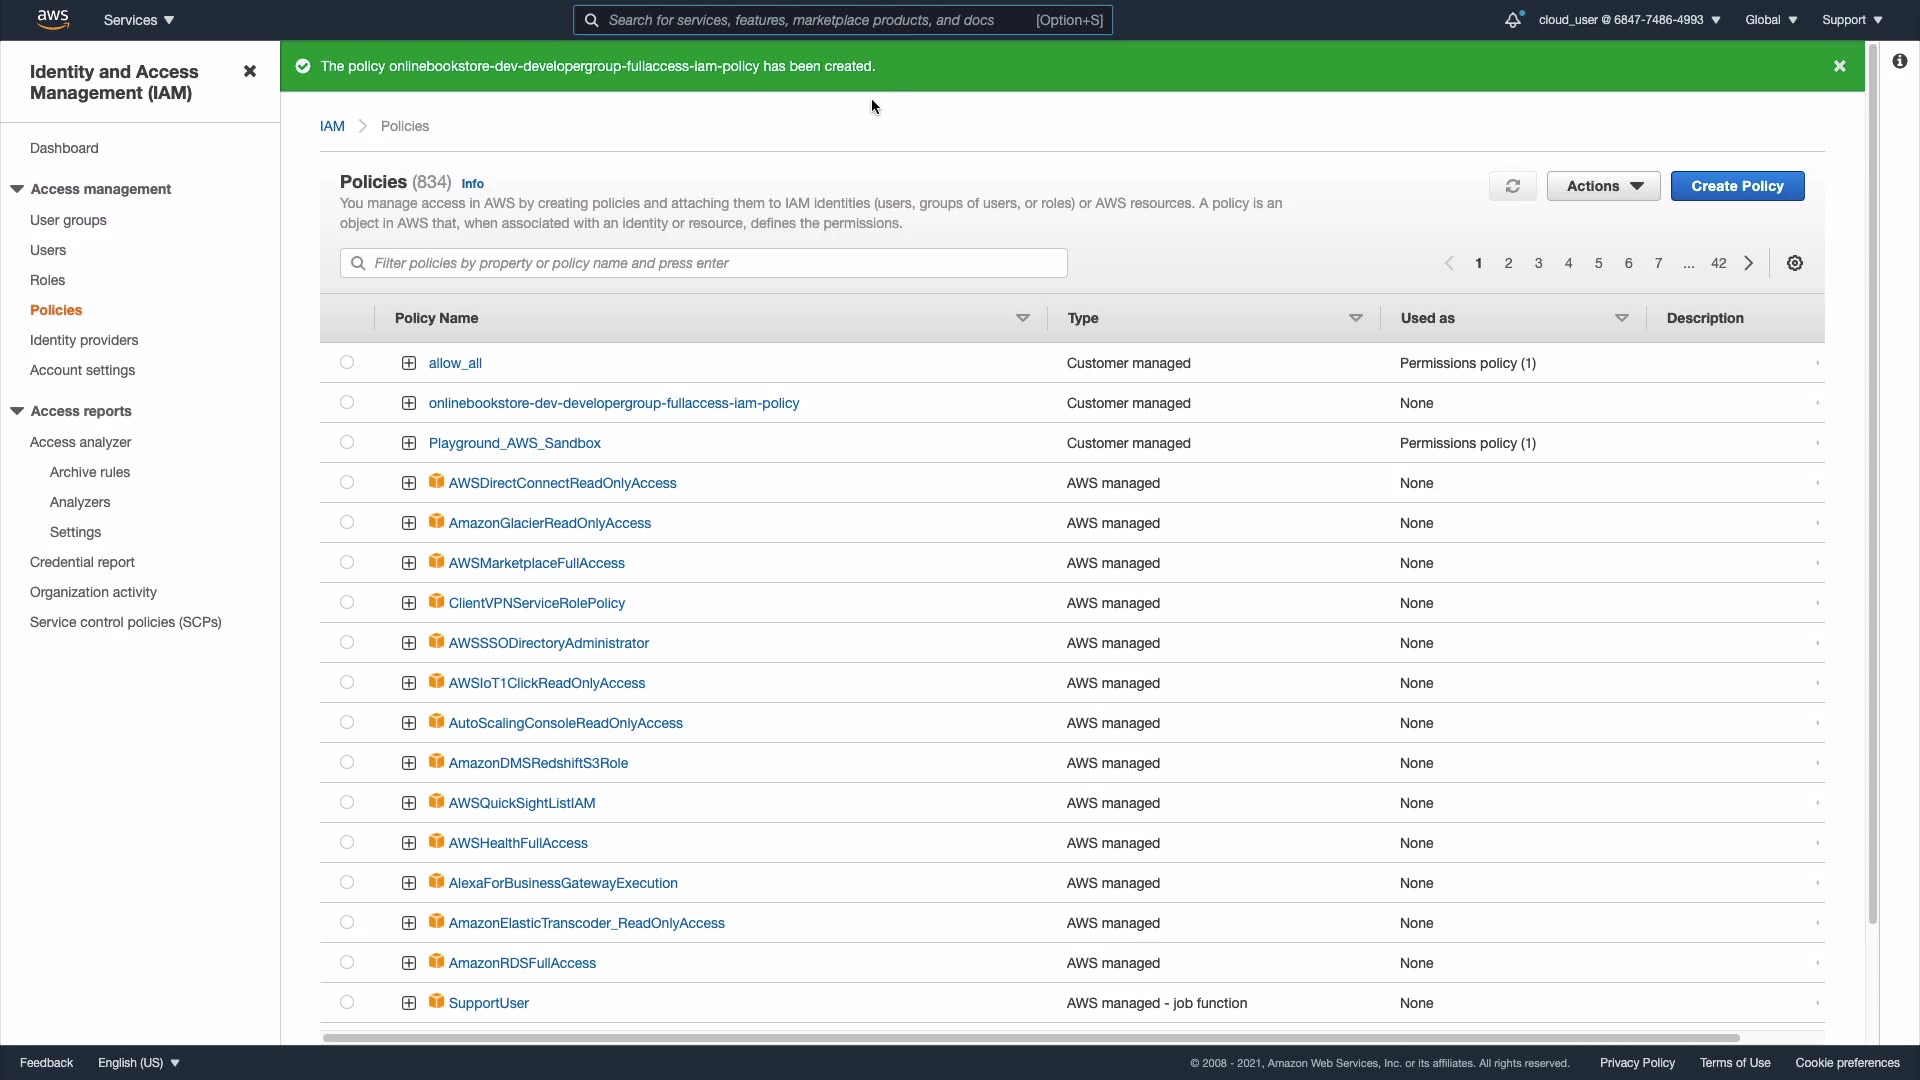 aws
Services
Search for services, features, marketplace products, and docs [Option+S]
cloud_user @ 6847-7486-4993
Global
Support
Identity and Access
Management (IAM)
The policy onlinebookstore-dev-developergroup-fullaccess-iam-policy has been created.
IAM
Policies
Dashboard
Access management
User groups
Users
Roles
Policies
Identity providers
Account settings
Access reports
Access analyzer
Archive rules
Analyzers
Settings
Credential report
Organization activity
Service control policies (SCPs)
Policies (834) Info
You manage access in AWS by creating policies and attaching them to IAM identities (users, groups of users, or roles) or AWS resources. A policy is an
object in AWS that, when associated with an identity or resource, defines the permissions.
Actions
Create Policy
Filter policies by property or policy name and press enter
1 2 3 4 5 6 7 ... 42
Policy Name Type Used as Description
allow_all Customer managed Permissions policy (1)
onlinebookstore-dev-developergroup-fullaccess-iam-policy Customer managed None
Playground_AWS_Sandbox Customer managed Permissions policy (1)
AWSDirectConnectReadOnlyAccess AWS managed None
AmazonGlacierReadOnlyAccess AWS managed None
AWSMarketplaceFullAccess AWS managed None
ClientVPNServiceRolePolicy AWS managed None
AWSSSODirectoryAdministrator AWS managed None
AWSIoT1ClickReadOnlyAccess AWS managed None
AutoScalingConsoleReadOnlyAccess AWS managed None
AmazonDMSRedshiftS3Role AWS managed None
AWSQuickSightListIAM AWS managed None
AWSHealthFullAccess AWS managed None
AlexaForBusinessGatewayExecution AWS managed None
AmazonElasticTranscoder_ReadOnlyAccess AWS managed None
AmazonRDSFullAccess AWS managed None
SupportUser AWS managed - job function None
Feedback
English (US)
© 2008 - 2021, Amazon Web Services, Inc. or its affiliates. All rights reserved.
Privacy Policy
Terms of Use
Cookie preferences